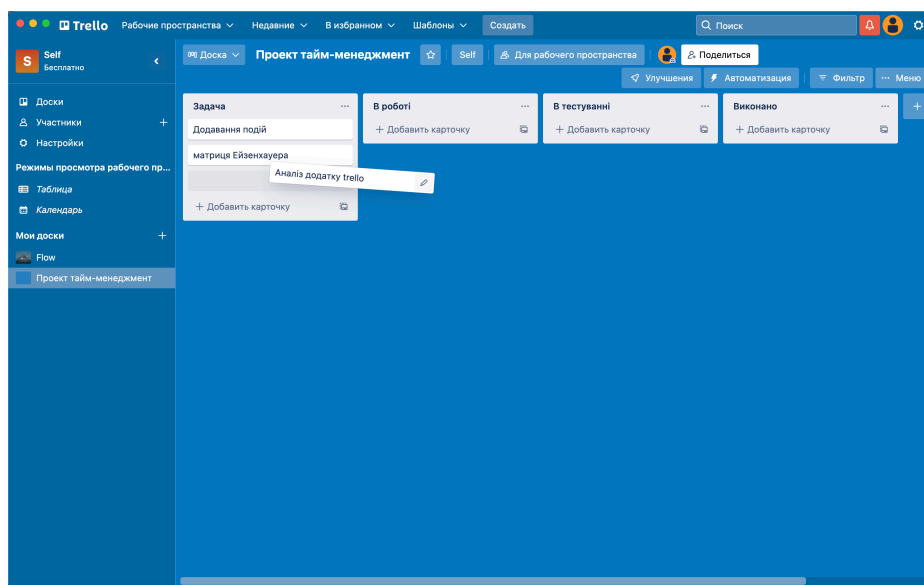 Trello Рабочие пространства Недавние В избранном Шаблоны Создать Поиск
S Self
Бесплатно
Доски
Участники
Настройки
Режимы просмотра рабочего пр...
Таблица
Календарь
Мои доски
Flow
Проект тайм-менеджмент
Доска Проект тайм-менеджмент Self Для рабочего пространства Поделиться
Улучшения Автоматизация Фильтр ... Меню
Задача ...
Додавання подій
матриця Ейзенхауера
Аналіз додатку trello
+ Добавить карточку
В роботі ...
+ Добавить карточку
В тестуванні ...
+ Добавить карточку
Виконано ...
+ Добавить карточку